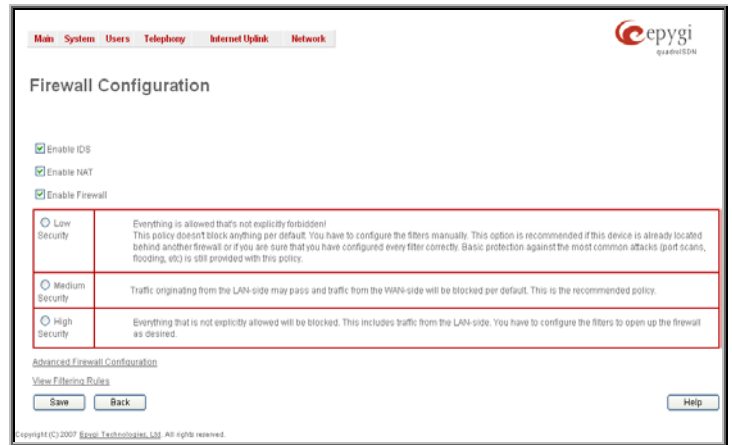 Main System Users Telephony Internet Uplink Network
epygi
quadroISDN
Firewall Configuration
Enable IDS
Enable NAT
Enable Firewall
Low Security
Everything is allowed that's not explicitly forbidden!
This policy doesn't block anything per default. You have to configure the filters manually. This option is recommended if this device is already located
behind another firewall or if you are sure that you have configured every filter correctly. Basic protection against the most common attacks (port scans,
flooding, etc) is still provided with this policy.
Medium Security
Traffic originating from the LAN-side may pass and traffic from the WAN-side will be blocked per default. This is the recommended policy.
High Security
Everything that is not explicitly allowed will be blocked. This includes traffic from the LAN-side. You have to configure the filters to open up the firewall
as desired.
Advanced Firewall Configuration
View Filtering Rules
Save Back Help
Copyright (C) 2007 Epygi Technologies, Ltd. All rights reserved.